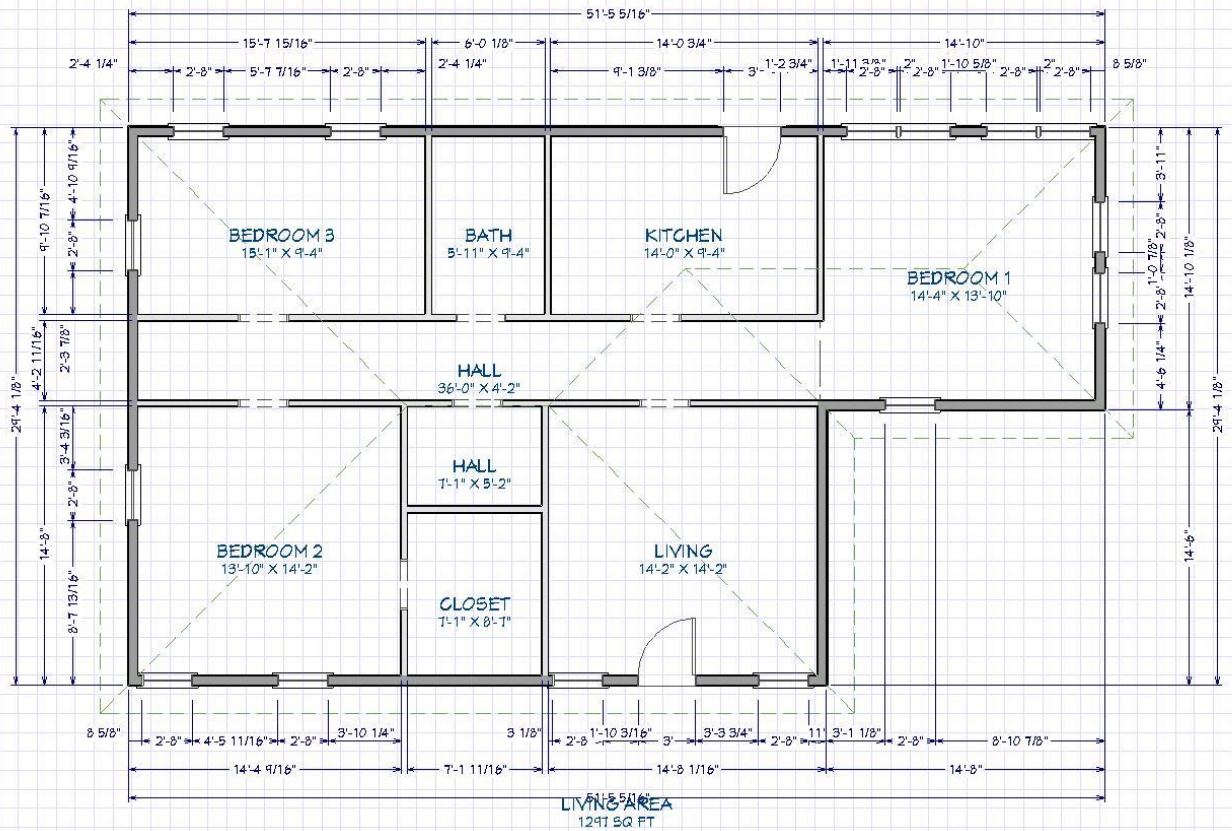 51'-5 5/16"
15'-7 15/16" 6'-0 1/8" 14'-0 3/4" 14'-10"
2'-4 1/4" 2'-8" 5'-7 7/16" 2'-8" 2'-4 1/4" 9'-1 3/8" 3' 1'-2 3/4" 1'-11 3/8" 2'-8" 2" 2'-8" 1'-10 5/8" 2'-8" 2" 2'-8" 8 5/8"
29'-4 1/8"
9'-10 7/16"
4'-10 9/16"
2'-8"
4'-2 11/16"
2'-3 7/8"
3'-4 3/16"
2'-8"
14'-8"
8'-7 13/16"
BEDROOM 3
15'-1" X 9'-4"
BATH
5'-11" X 9'-4"
KITCHEN
14'-0" X 9'-4"
BEDROOM 1
14'-4" X 13'-10"
HALL
36'-0" X 4'-2"
HALL
7'-1" X 5'-2"
BEDROOM 2
13'-10" X 14'-2"
CLOSET
7'-1" X 8'-7"
LIVING
14'-2" X 14'-2"
3'-11"
2'-8"
1'-0 7/8"
2'-8"
4'-6 1/4"
14'-10 1/8"
14'-6"
29'-4 1/8"
8 5/8" 2'-8" 4'-5 11/16" 2'-8" 3'-10 1/4" 3 1/8" 2'-8" 1'-10 3/16" 3' 3'-3 3/4" 2'-8" 11" 3'-1 1/8" 2'-8" 8'-10 7/8"
14'-4 9/16" 7'-1 11/16" 14'-8 1/16" 14'-8"
51'-5 5/16"
LIVING AREA
1297 SQ FT